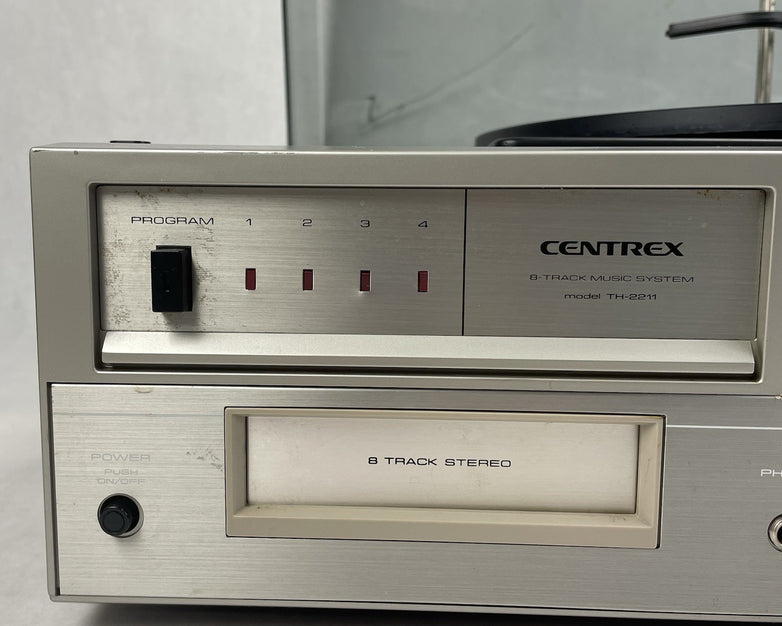 PROGRAM 1 2 3 4
CENTREX
8-TRACK MUSIC SYSTEM
model TH-2211
8 TRACK STEREO
POWER
PUSH
ON/OFF
PH